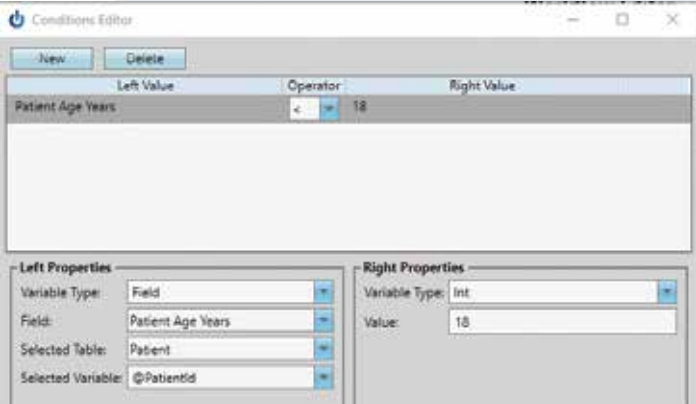 Conditions Editor
New Delete
Left Value Operator Right Value
Patient Age Years < 18
Left Properties
Variable Type: Field
Field: Patient Age Years
Selected Table: Patient
Selected Variable: @PatientId
Right Properties
Variable Type: Int
Value: 18